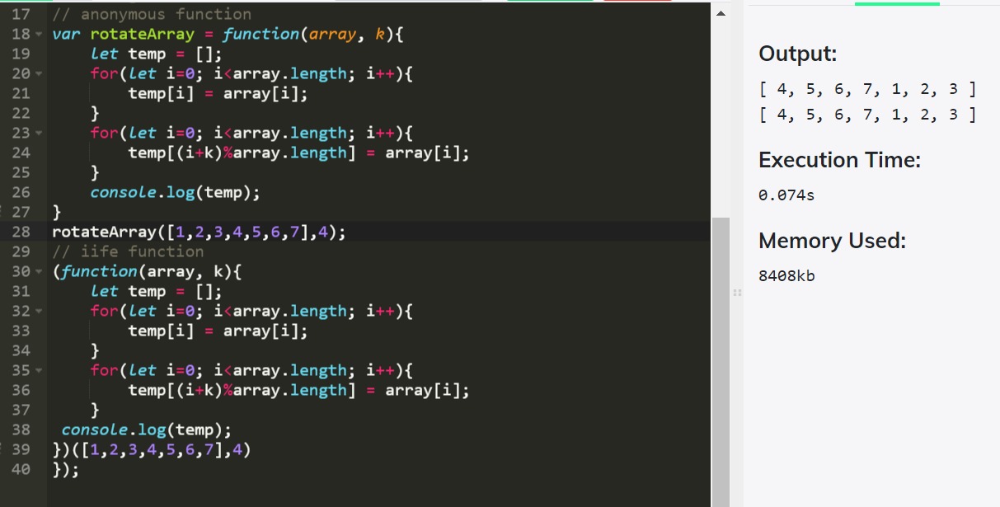 17 // anonymous function
18 var rotateArray = function(array, k){
19 let temp = [];
20 for(let i=0; i<array.length; i++){
21 temp[i] = array[i];
22 }
23 for(let i=0; i<array.length; i++){
24 temp[(i+k)%array.length] = array[i];
25 }
26 console.log(temp);
27 }
28 rotateArray([1,2,3,4,5,6,7],4);
29 // iife function
30 (function(array, k){
31 let temp = [];
32 for(let i=0; i<array.length; i++){
33 temp[i] = array[i];
34 }
35 for(let i=0; i<array.length; i++){
36 temp[(i+k)%array.length] = array[i];
37 }
38 console.log(temp);
39 })([1,2,3,4,5,6,7],4)
40 });
Output:
[ 4, 5, 6, 7, 1, 2, 3 ]
[ 4, 5, 6, 7, 1, 2, 3 ]
Execution Time:
0.074s
Memory Used:
8408kb